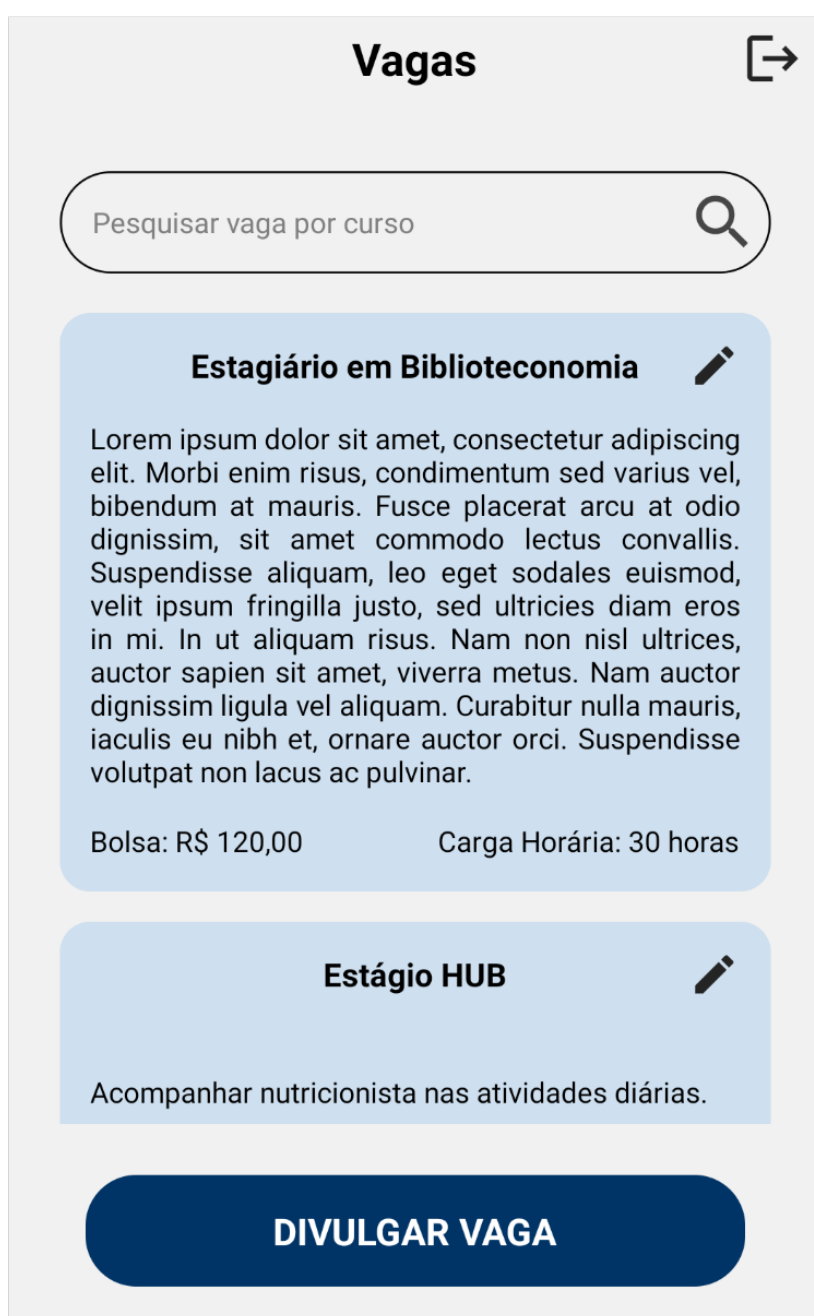 Vagas
Pesquisar vaga por curso
Estagiário em Biblioteconomia
Lorem ipsum dolor sit amet, consectetur adipiscing
elit. Morbi enim risus, condimentum sed varius vel,
bibendum at mauris. Fusce placerat arcu at odio
dignissim, sit amet commodo lectus convallis.
Suspendisse aliquam, leo eget sodales euismod,
velit ipsum fringilla justo, sed ultricies diam eros
in mi. In ut aliquam risus. Nam non nisl ultrices,
auctor sapien sit amet, viverra metus. Nam auctor
dignissim ligula vel aliquam. Curabitur nulla mauris,
iaculis eu nibh et, ornare auctor orci. Suspendisse
volutpat non lacus ac pulvinar.
Bolsa: R$ 120,00 Carga Horária: 30 horas
Estágio HUB
Acompanhar nutricionista nas atividades diárias.
DIVULGAR VAGA